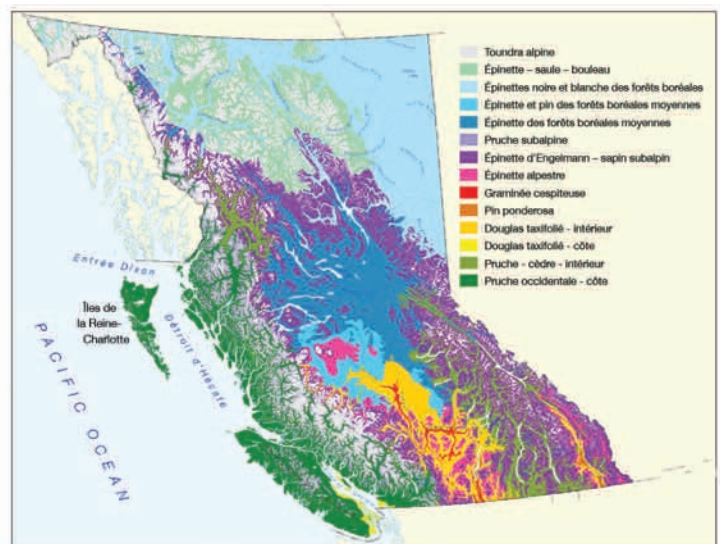 Toundra alpine
Épinette – saule – bouleau
Épinettes noire et blanche des forêts boréales
Épinette et pin des forêts boréales moyennes
Épinette des forêts boréales moyennes
Pruche subalpine
Épinette d'Engelmann – sapin subalpin
Épinette alpestre
Graminée cespiteuse
Pin ponderosa
Douglas taxifolié - intérieur
Douglas taxifolié - côte
Pruche - cèdre - intérieur
Pruche occidentale - côte
Entrée Dixon
Îles de
la Reine-
Charlotte
Détroit d'Hécate
PACIFIC OCEAN